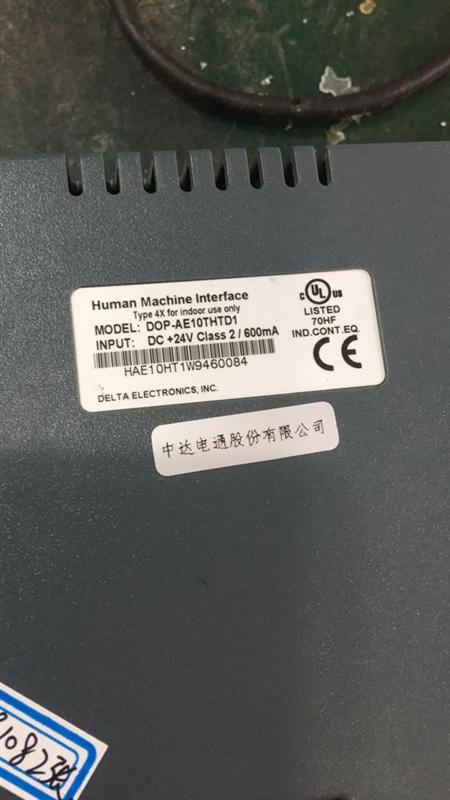 Human Machine Interface
Type 4X for indoor use only
MODEL: DOP-AE10THTD1
INPUT: DC +24V Class 2 / 600mA
HAE10HT1W9460084
DELTA ELECTRONICS, INC.
C UL US
LISTED
70HF
IND.CONT.EQ.
CE
中达电通股份有限公司